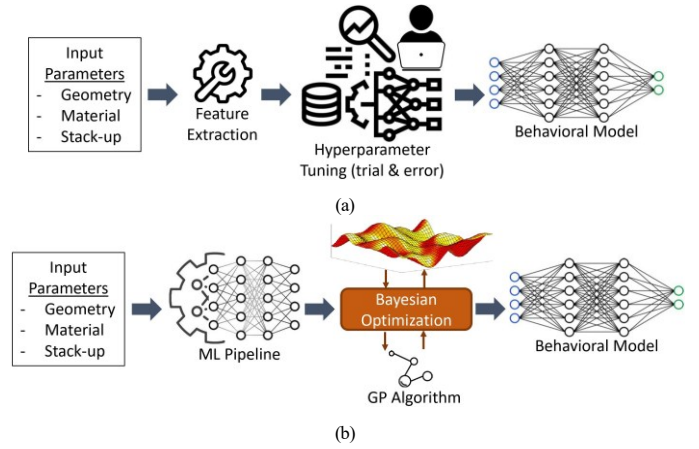 Input
Parameters
- Geometry
- Material
- Stack-up
Feature
Extraction
Hyperparameter
Tuning (trial & error)
Behavioral Model
(a)
Input
Parameters
- Geometry
- Material
- Stack-up
ML Pipeline
Bayesian
Optimization
GP Algorithm
Behavioral Model
(b)